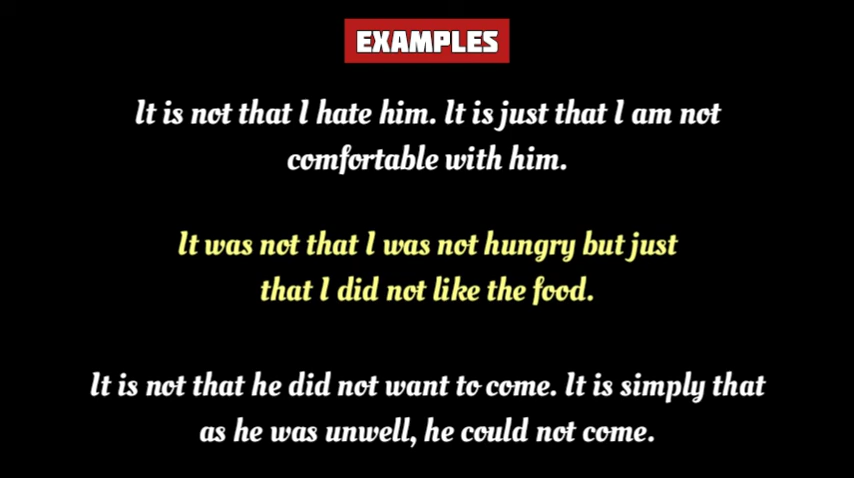 EXAMPLES
It is not that I hate him. It is just that I am not
comfortable with him.
It was not that I was not hungry but just
that I did not like the food.
It is not that he did not want to come. It is simply that
as he was unwell, he could not come.